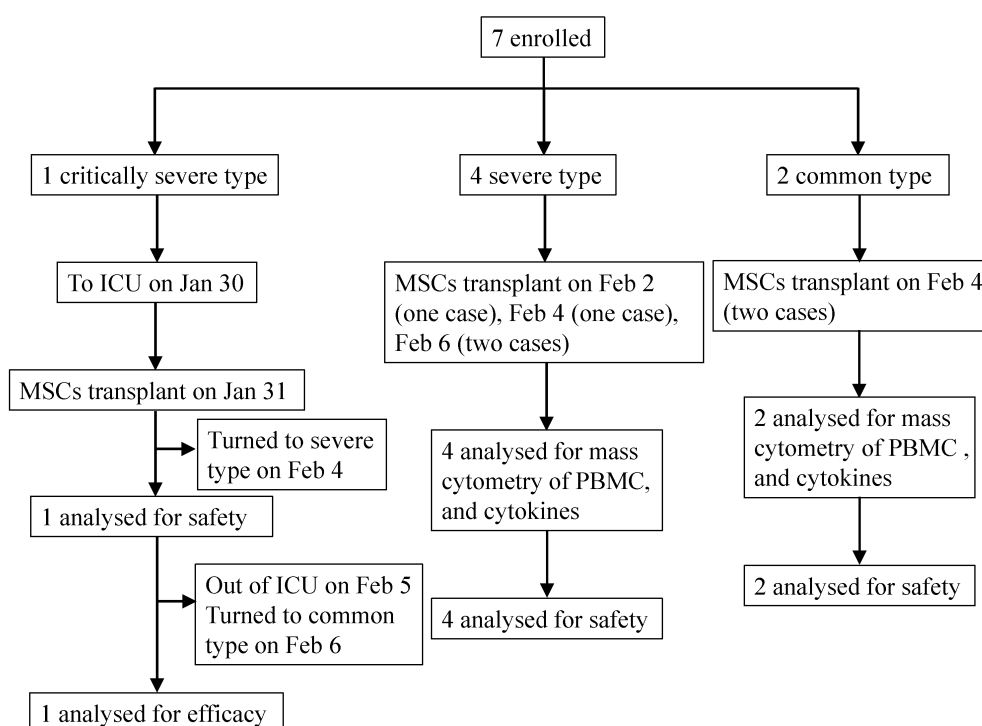 7 enrolled
1 critically severe type
4 severe type
2 common type
To ICU on Jan 30
MSCs transplant on Feb 2
(one case), Feb 4 (one case),
Feb 6 (two cases)
MSCs transplant on Feb 4
(two cases)
MSCs transplant on Jan 31
Turned to severe
type on Feb 4
4 analysed for mass
cytometry of PBMC,
and cytokines
2 analysed for mass
cytometry of PBMC ,
and cytokines
1 analysed for safety
Out of ICU on Feb 5
Turned to common
type on Feb 6
4 analysed for safety
2 analysed for safety
1 analysed for efficacy